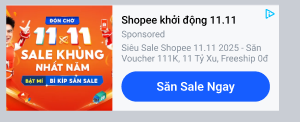 ĐÓN CHỜ
11.11
SALE KHỦNG
NHẤT NĂM
BẬT MÍ BÍ KÍP SĂN SALE
Shopee khởi động 11.11
Sponsored
Siêu Sale Shopee 11.11 2025 - Săn
Voucher 111K, 11 Tỷ Xu, Freeship 0đ
Săn Sale Ngay